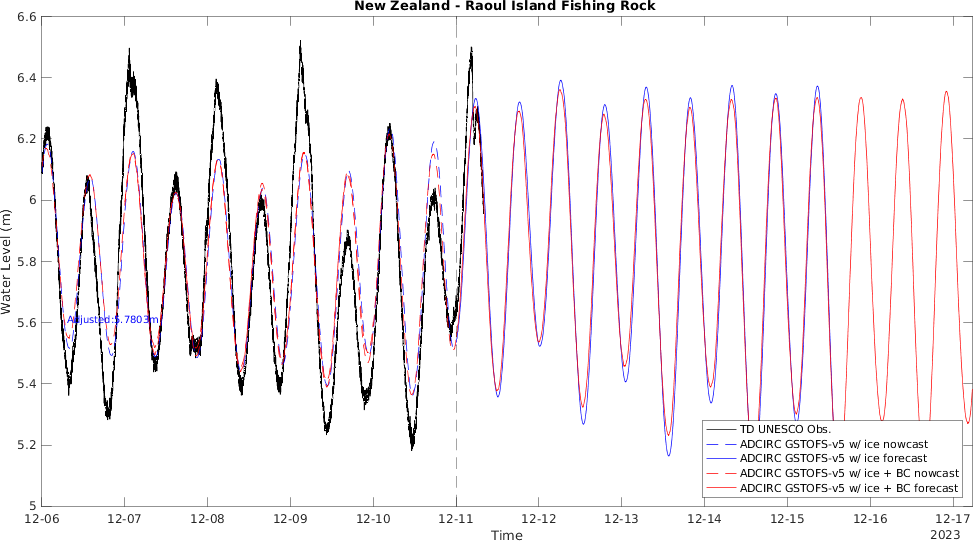 New Zealand - Raoul Island Fishing Rock
6.6
6.4
6.2
6
5.8
5.6
5.4
5.2
5
Water Level (m)
Adjusted:5.7803m
TD UNESCO Obs.
ADCIRC GSTOFS-v5 w/ ice nowcast
ADCIRC GSTOFS-v5 w/ ice forecast
ADCIRC GSTOFS-v5 w/ ice + BC nowcast
ADCIRC GSTOFS-v5 w/ ice + BC forecast
12-06 12-07 12-08 12-09 12-10 12-11 12-12 12-13 12-14 12-15 12-16 12-17
Time
2023